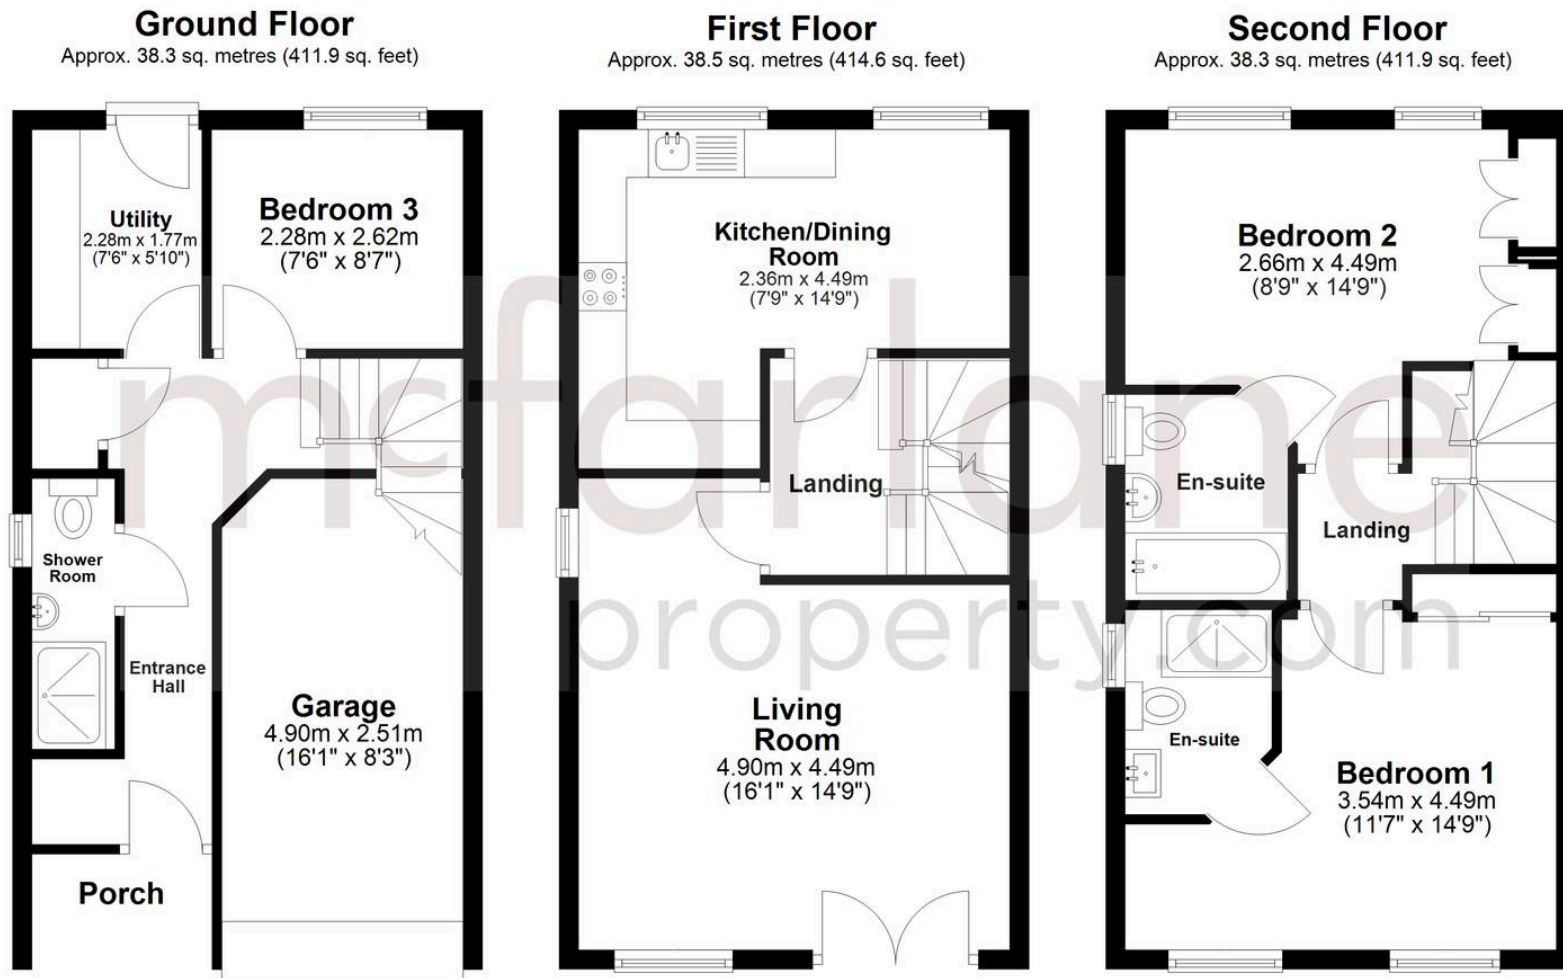 Ground Floor
Approx. 38.3 sq. metres (411.9 sq. feet)
Utility
2.28m x 1.77m
(7'6" x 5'10")
Bedroom 3
2.28m x 2.62m
(7'6" x 8'7")
Shower
Room
Entrance
Hall
Garage
4.90m x 2.51m
(16'1" x 8'3")
Porch
First Floor
Approx. 38.5 sq. metres (414.6 sq. feet)
Kitchen/Dining
Room
2.36m x 4.49m
(7'9" x 14'9")
Landing
Living
Room
4.90m x 4.49m
(16'1" x 14'9")
Second Floor
Approx. 38.3 sq. metres (411.9 sq. feet)
Bedroom 2
2.66m x 4.49m
(8'9" x 14'9")
En-suite
Landing
En-suite
Bedroom 1
3.54m x 4.49m
(11'7" x 14'9")
mcfarlane
property.com